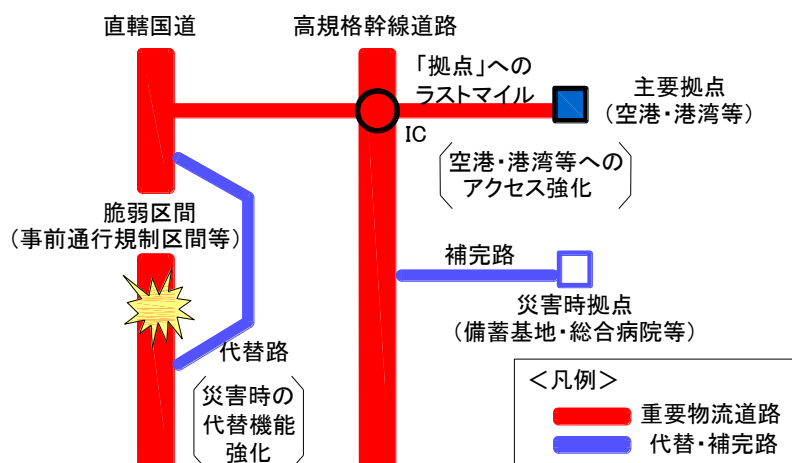 直轄国道
高規格幹線道路
「拠点」への
ラストマイル
主要拠点
（空港・港湾等）
IC
空港・港湾等への
アクセス強化
脆弱区間
（事前通行規制区間等）
補完路
災害時拠点
（備蓄基地・総合病院等）
代替路
災害時の
代替機能
強化
＜凡例＞
重要物流道路
代替・補完路